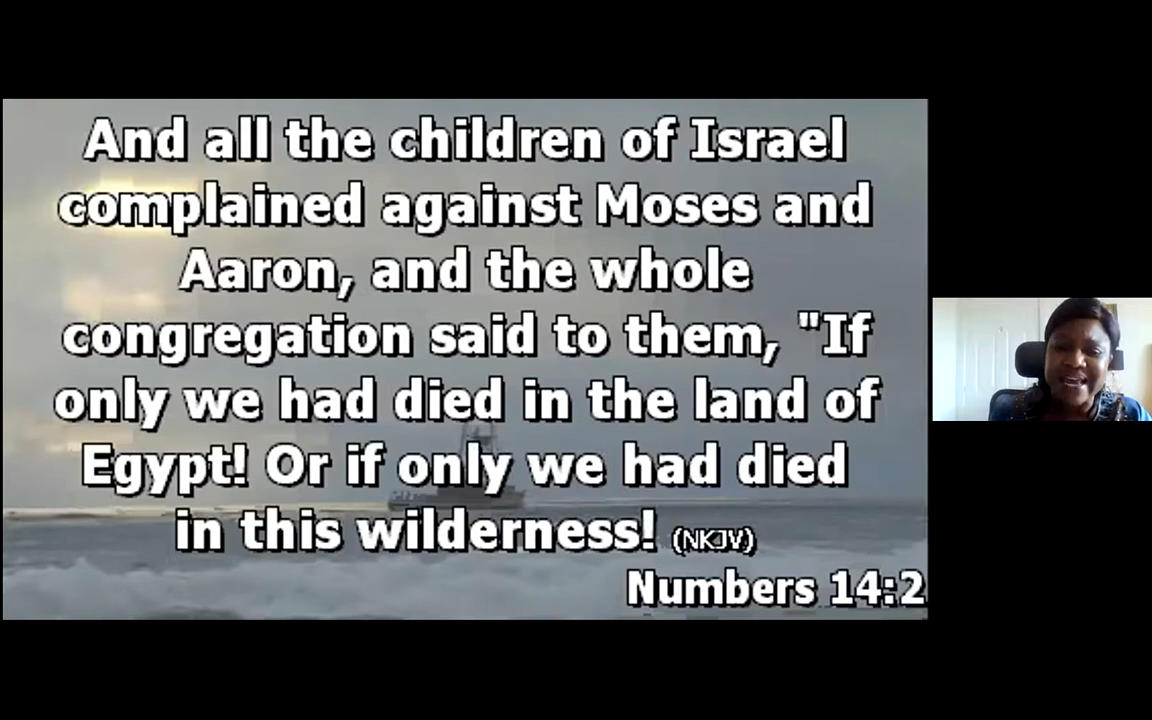 And all the children of Israel
complained against Moses and
Aaron, and the whole
congregation said to them, "If
only we had died in the land of
Egypt! Or if only we had died
in this wilderness! (NKJV)
Numbers 14:2